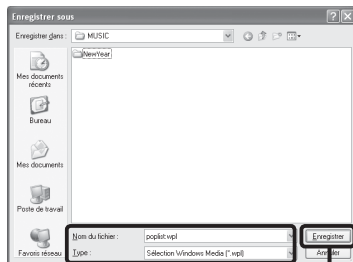 Enregistrer sous
Enregistrer dans :
MUSIC
NewYear
Mes documents
récents
Bureau
Mes documents
Poste de travail
Favoris réseau
Nom du fichier :
poplist.wpl
Enregistrer
Type :
Sélection Windows Media (*.wpl)
Annuler